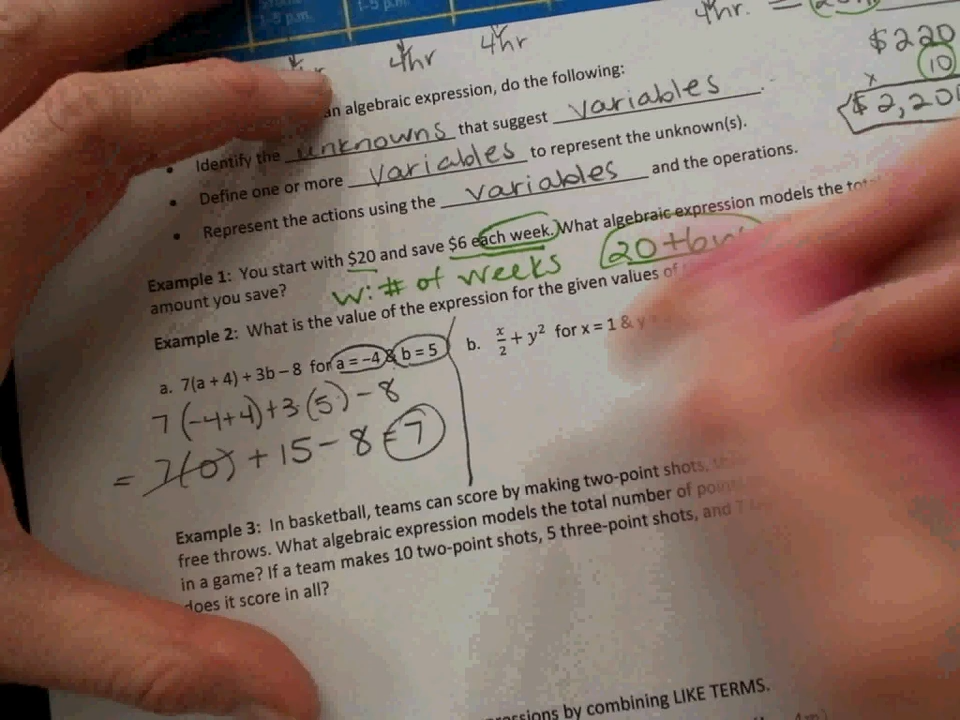 1-5 p.m. 1-5 p.m.
4hr 4hr 4hr. =
$220
x 10
$2,20
an algebraic expression, do the following:
• Identify the unknowns that suggest variables.
• Define one or more variables to represent the unknown(s).
• Represent the actions using the variables and the operations.
Example 1: You start with $20 and save $6 each week. What algebraic expression models the
amount you save? w: # of weeks 20+6w
Example 2: What is the value of the expression for the given values of
a. 7(a + 4) + 3b – 8 for a = –4 & b = 5
b. x/2 + y² for x = 1 & y
7(-4+4)+3(5)-8
= 7(0) + 15 - 8 = 7
Example 3: In basketball, teams can score by making two-point shots,
free throws. What algebraic expression models the total number of
in a game? If a team makes 10 two-point shots, 5 three-point shots, and 7
does it score in all?
by combining LIKE TERMS.